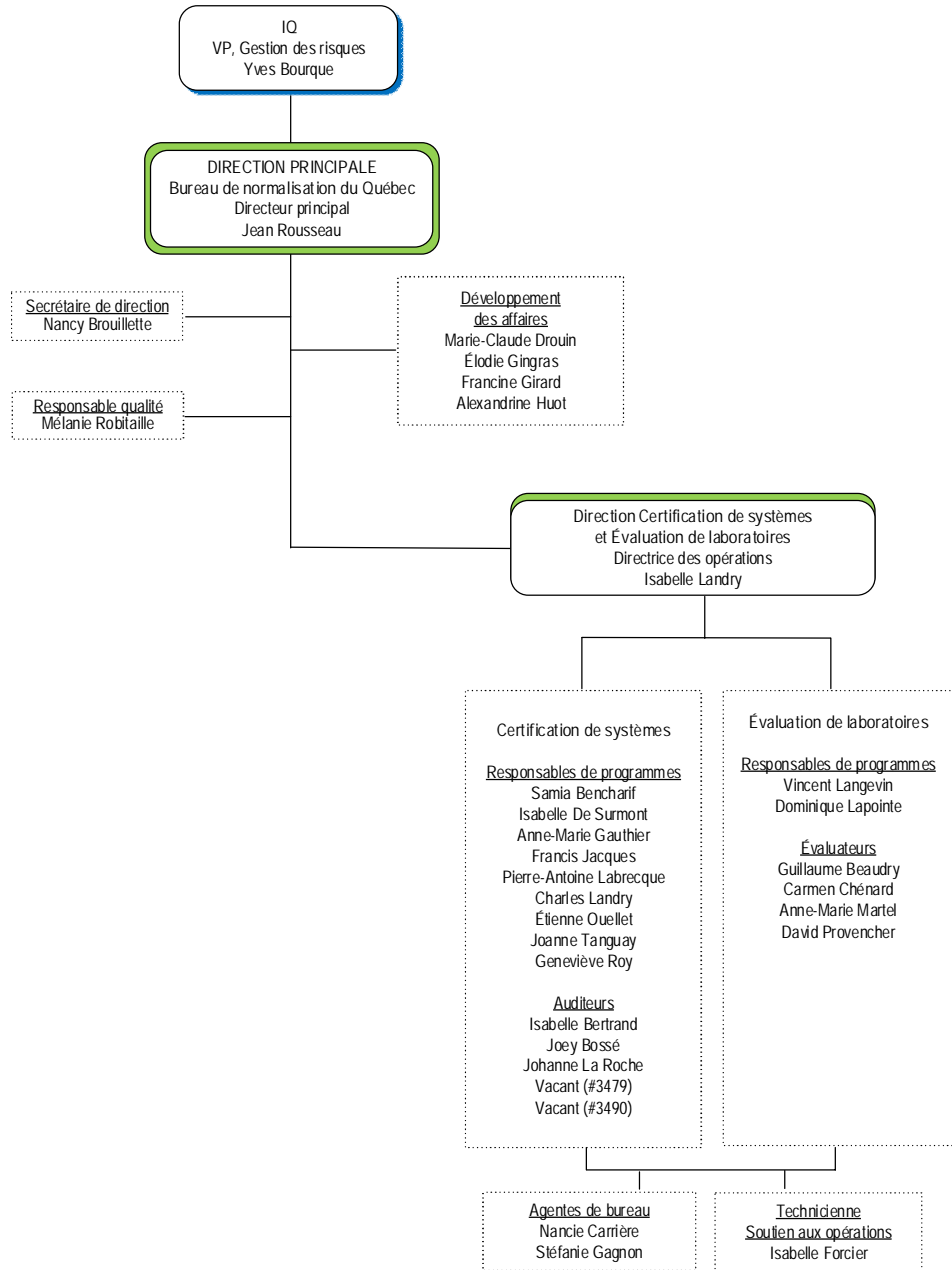 IQ
VP, Gestion des risques
Yves Bourque
DIRECTION PRINCIPALE
Bureau de normalisation du Québec
Directeur principal
Jean Rousseau
Secrétaire de direction
Nancy Brouillette
Développement
des affaires
Marie-Claude Drouin
Élodie Gingras
Francine Girard
Alexandrine Huot
Responsable qualité
Mélanie Robitaille
Direction Certification de systèmes
et Évaluation de laboratoires
Directrice des opérations
Isabelle Landry
Certification de systèmes
Responsables de programmes
Samia Bencharif
Isabelle De Surmont
Anne-Marie Gauthier
Francis Jacques
Pierre-Antoine Labrecque
Charles Landry
Étienne Ouellet
Joanne Tanguay
Geneviève Roy
Auditeurs
Isabelle Bertrand
Joey Bossé
Johanne La Roche
Vacant (#3479)
Vacant (#3490)
Évaluation de laboratoires
Responsables de programmes
Vincent Langevin
Dominique Lapointe
Évaluateurs
Guillaume Beaudry
Carmen Chénard
Anne-Marie Martel
David Provencher
Agentes de bureau
Nancie Carrière
Stéfanie Gagnon
Technicienne
Soutien aux opérations
Isabelle Forcier